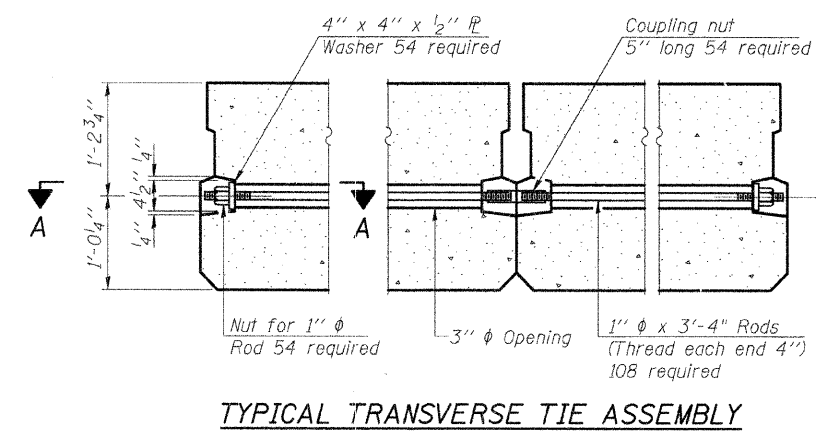 4" x 4" x ½" ℄
Washer 54 required
Coupling nut
5" long 54 required
1'-2¾"
¼"
4½"
¼"
1'-0¼"
A
A
Nut for 1" ϕ
Rod 54 required
3" ϕ Opening
1" ϕ x 3'-4" Rods
(Thread each end 4")
108 required
TYPICAL TRANSVERSE TIE ASSEMBLY